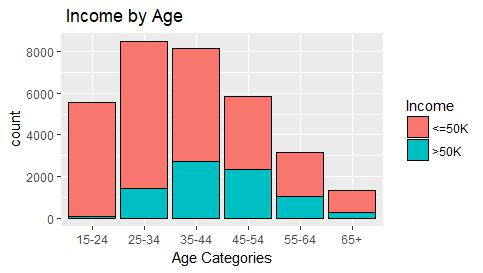 Income by Age
8000
6000
4000
2000
0
count
15-24 25-34 35-44 45-54 55-64 65+
Age Categories
Income
<=50K
>50K